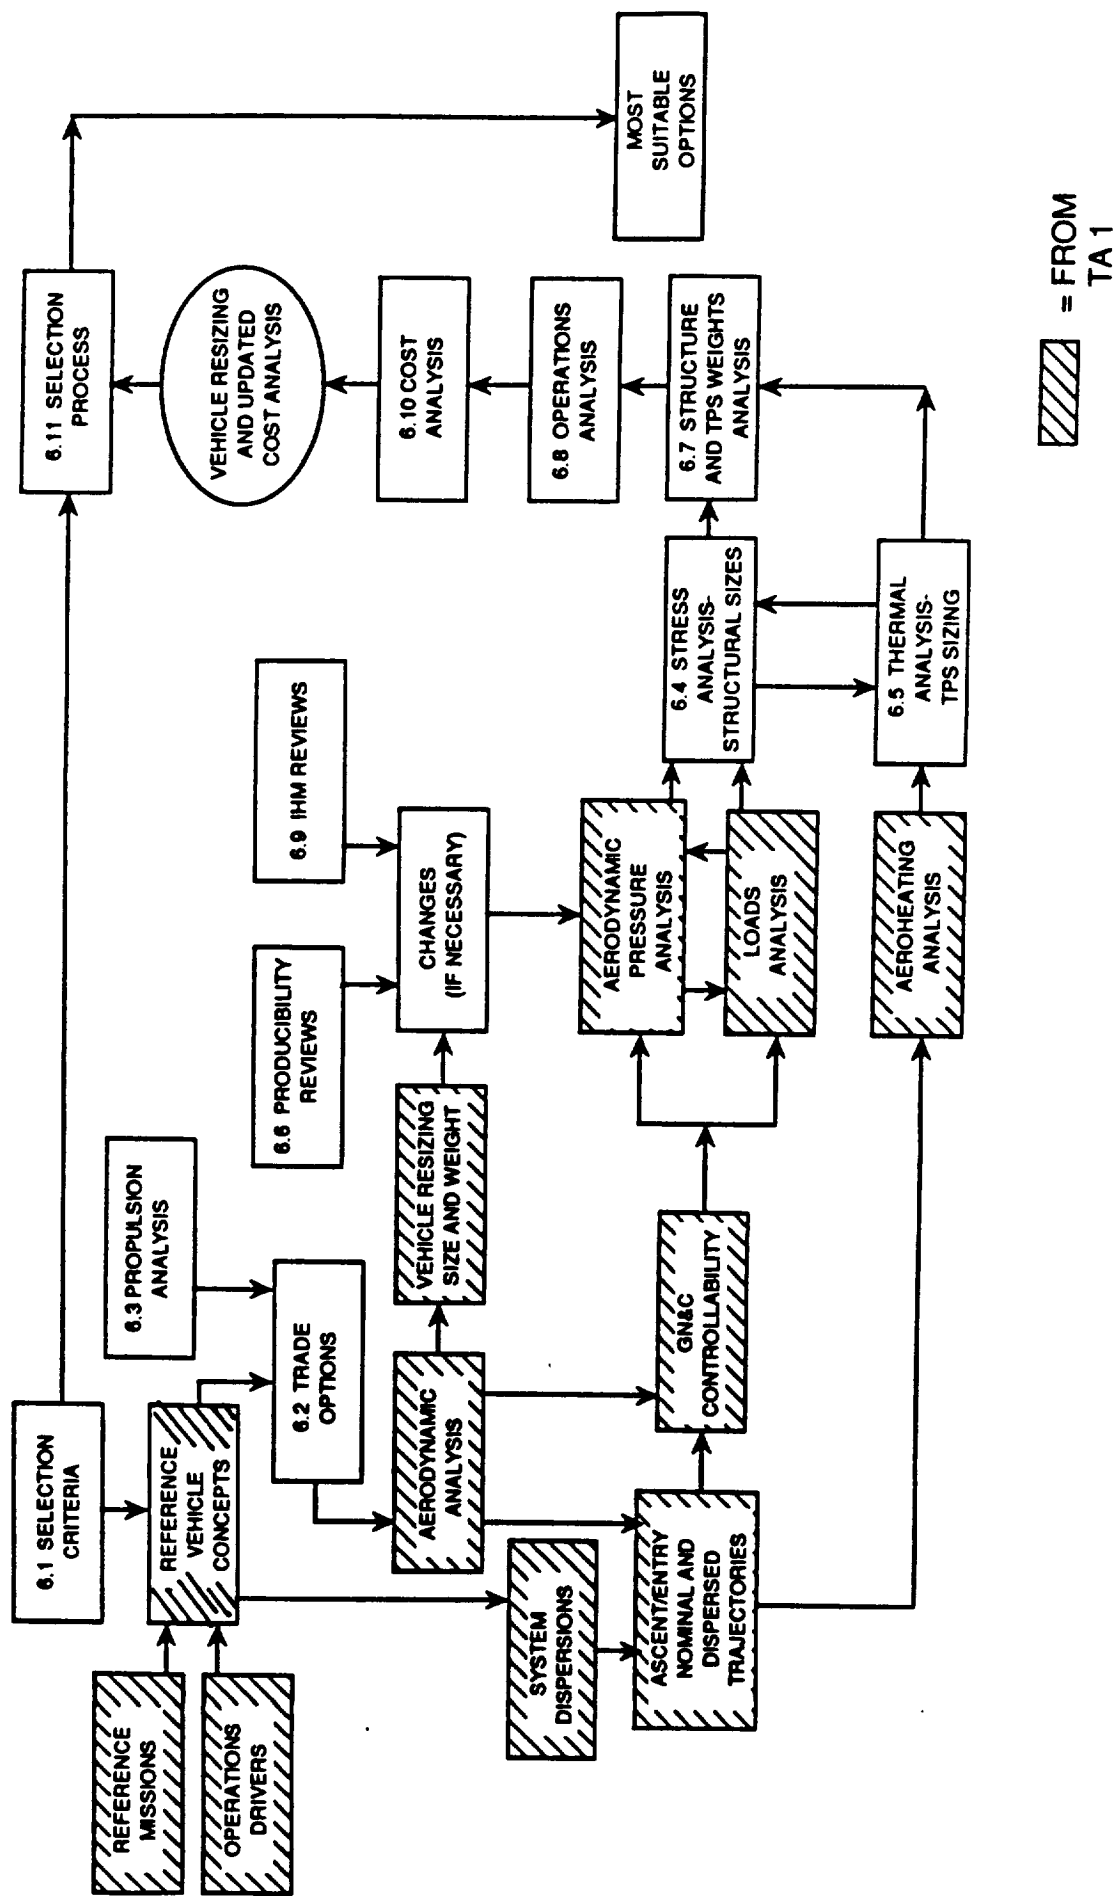 6.1 SELECTION
CRITERIA
6.11 SELECTION
PROCESS
REFERENCE
MISSIONS
OPERATIONS
DRIVERS
REFERENCE
VEHICLE
CONCEPTS
6.3 PROPULSION
ANALYSIS
6.2 TRADE
OPTIONS
6.6 PRODUCIBILITY
REVIEWS
6.9 IHM REVIEWS
VEHICLE RESIZING
AND UPDATED
COST ANALYSIS
AERODYNAMIC
ANALYSIS
VEHICLE RESIZING
SIZE AND WEIGHT
CHANGES
(IF NECESSARY)
6.10 COST
ANALYSIS
SYSTEM
DISPERSIONS
6.8 OPERATIONS
ANALYSIS
ASCENT/ENTRY
NOMINAL AND
DISPERSED
TRAJECTORIES
GN&C
CONTROLLABILITY
AERODYNAMIC
PRESSURE
ANALYSIS
LOADS
ANALYSIS
6.4 STRESS
ANALYSIS-
STRUCTURAL SIZES
6.7 STRUCTURE
AND TPS WEIGHTS
ANALYSIS
MOST
SUITABLE
OPTIONS
AEROHEATING
ANALYSIS
6.5 THERMAL
ANALYSIS-
TPS SIZING
= FROM
TA 1